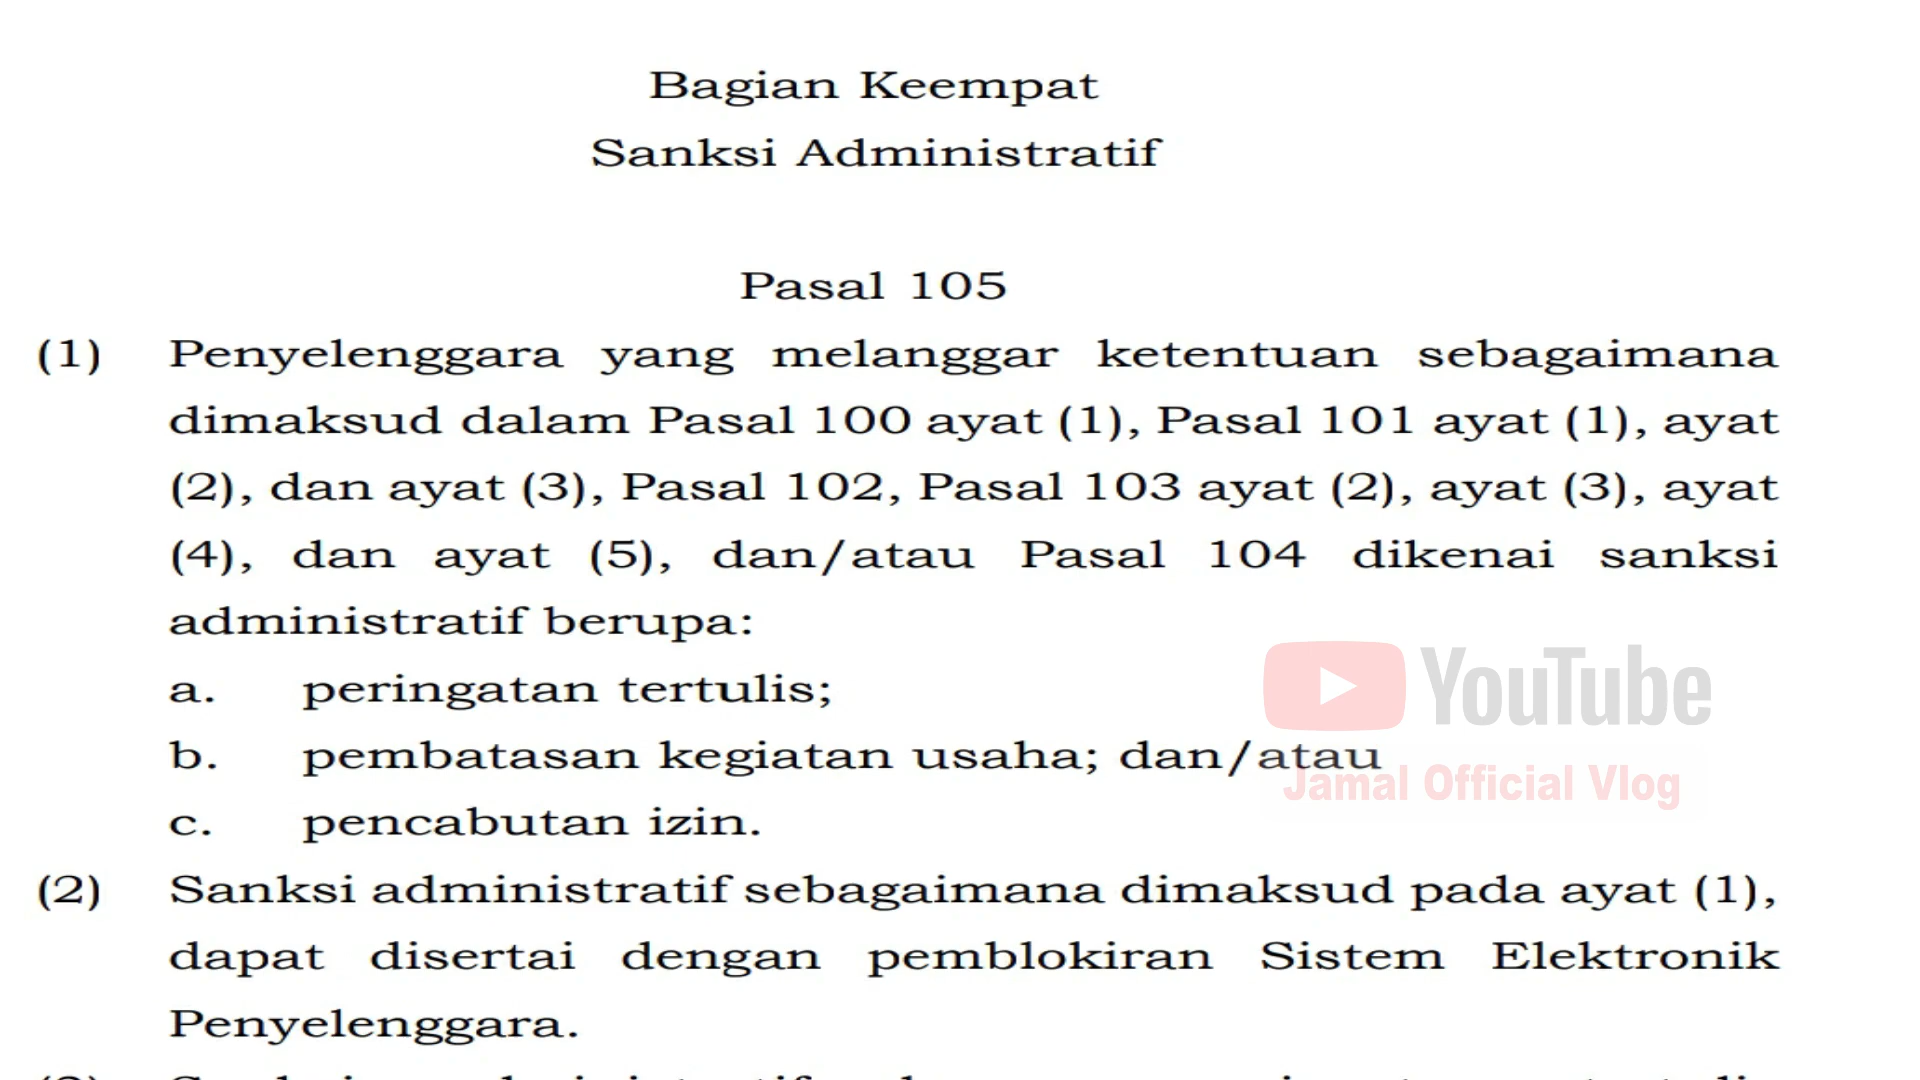 Bagian Keempat
Sanksi Administratif
Pasal 105
(1) Penyelenggara yang melanggar ketentuan sebagaimana
dimaksud dalam Pasal 100 ayat (1), Pasal 101 ayat (1), ayat
(2), dan ayat (3), Pasal 102, Pasal 103 ayat (2), ayat (3), ayat
(4), dan ayat (5), dan/atau Pasal 104 dikenai sanksi
administratif berupa:
a. peringatan tertulis;
b. pembatasan kegiatan usaha; dan/atau
c. pencabutan izin.
YouTube
Jamal Official Vlog
(2) Sanksi administratif sebagaimana dimaksud pada ayat (1),
dapat disertai dengan pemblokiran Sistem Elektronik
Penyelenggara.